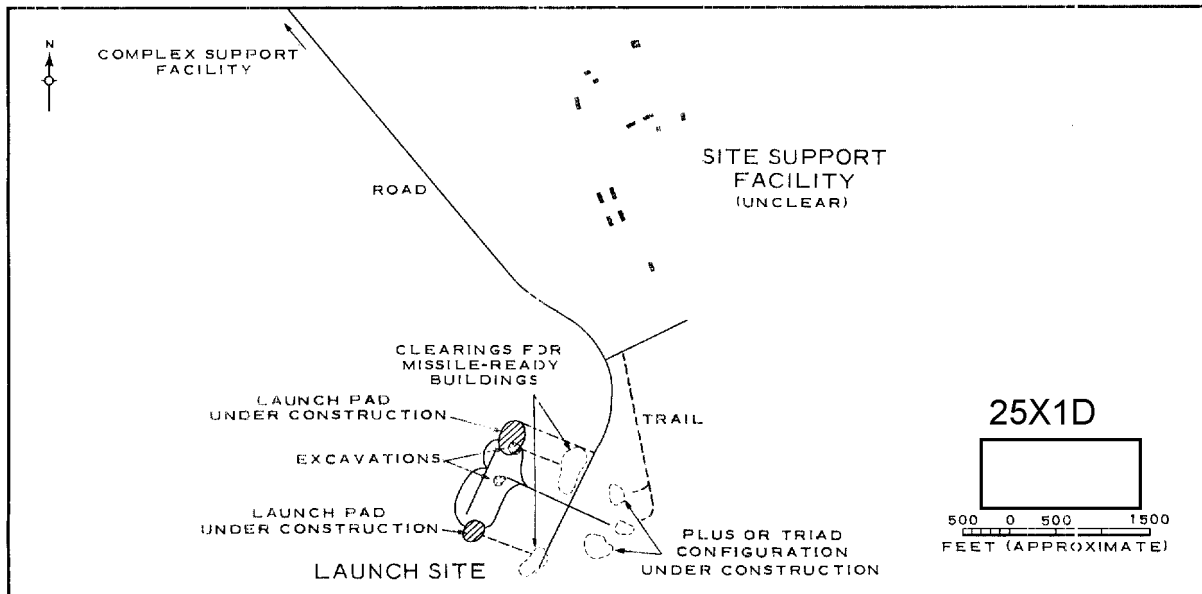 N
COMPLEX SUPPORT
FACILITY
ROAD
SITE SUPPORT
FACILITY
(UNCLEAR)
CLEARINGS FOR
MISSILE-READY
BUILDINGS
LAUNCH PAD
UNDER CONSTRUCTION
TRAIL
EXCAVATIONS
LAUNCH PAD
UNDER CONSTRUCTION
PLUS OR TRIAD
CONFIGURATION
UNDER CONSTRUCTION
LAUNCH SITE
25X1D
500 0 500 1500
FEET (APPROXIMATE)